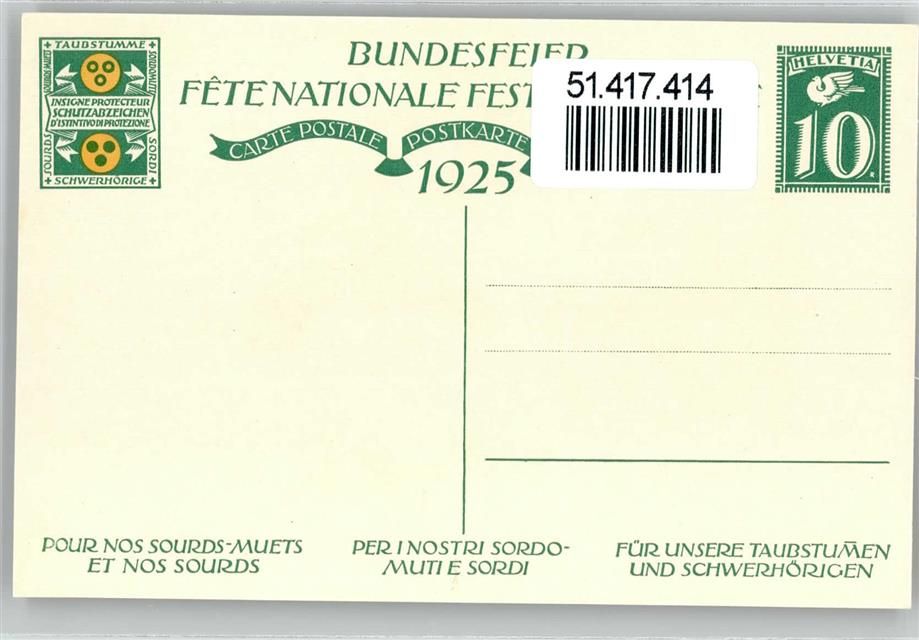 TAUBSTUMME
SOURDS-MUETS
SORDOMUTI
INSIGNE PROTECTEUR
SCHUTZABZEICHEN
D'ISTINTIVO DI PROTEZIONE
SOURDS
SORDI
SCHWERHÖRIGE
BUNDESFEIER
FÊTE NATIONALE FEST
CARTE POSTALE POSTKARTE
1925
51.417.414
HELVETIA
10
POUR NOS SOURDS-MUETS
ET NOS SOURDS
PER I NOSTRI SORDO-
MUTI E SORDI
FÜR UNSERE TAUBSTUM̄EN
UND SCHWERHÖRIGEN